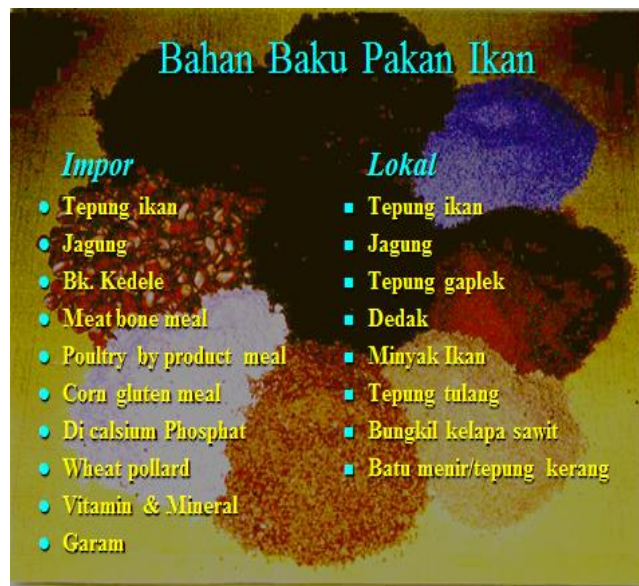 Bahan Baku Pakan Ikan
Impor
Tepung ikan
Jagung
Bk. Kedele
Meat bone meal
Poultry by product meal
Corn gluten meal
Di calsium Phosphat
Wheat pollard
Vitamin & Mineral
Garam
Lokal
Tepung ikan
Jagung
Tepung gaplek
Dedak
Minyak Ikan
Tepung tulang
Bungkil kelapa sawit
Batu menir/tepung kerang